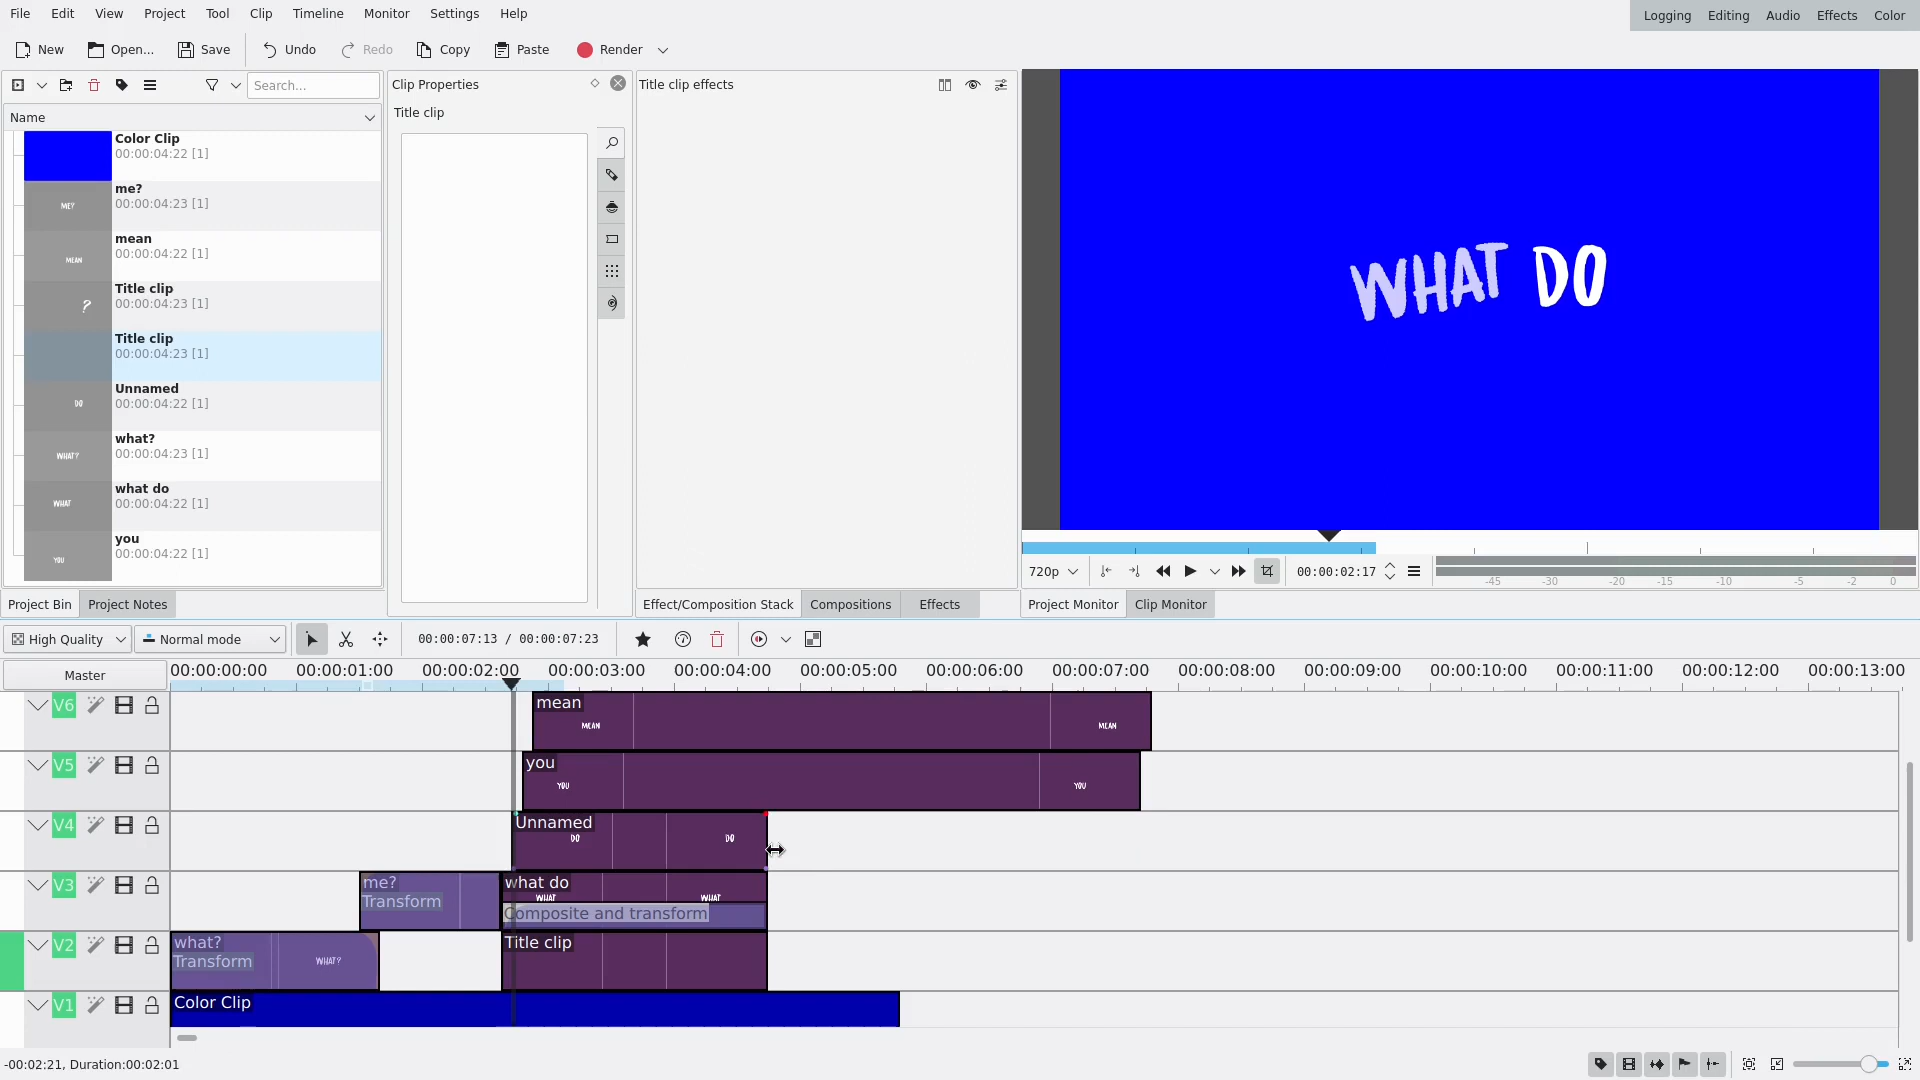 File Edit View Project Tool Clip Timeline Monitor Settings Help
Logging Editing Audio Effects Color
New Open... Save Undo Redo Copy Paste Render
Search...
Name
Color Clip
00:00:04:22 [1]
ME?
me?
00:00:04:23 [1]
MEAN
mean
00:00:04:22 [1]
?
Title clip
00:00:04:23 [1]
Title clip
00:00:04:23 [1]
DO
Unnamed
00:00:04:22 [1]
WHAT?
what?
00:00:04:23 [1]
WHAT
what do
00:00:04:22 [1]
YOU
you
00:00:04:22 [1]
Project Bin Project Notes
Clip Properties
Title clip
Title clip effects
Effect/Composition Stack Compositions Effects
WHAT DO
720p 00:00:02:17
-45 -30 -20 -15 -10 -5 -2 0
Project Monitor Clip Monitor
High Quality Normal mode 00:00:07:13 / 00:00:07:23
Master 00:00:00:00 00:00:01:00 00:00:02:00 00:00:03:00 00:00:04:00 00:00:05:00 00:00:06:00 00:00:07:00 00:00:08:00 00:00:09:00 00:00:10:00 00:00:11:00 00:00:12:00 00:00:13:00
V6 mean
MEAN MEAN
V5 you
YOU YOU
V4 Unnamed
DO DO
V3 me? what do
Transform WHAT WHAT
Composite and transform
V2 what? Title clip
Transform WHAT?
V1 Color Clip
-00:02:21, Duration:00:02:01